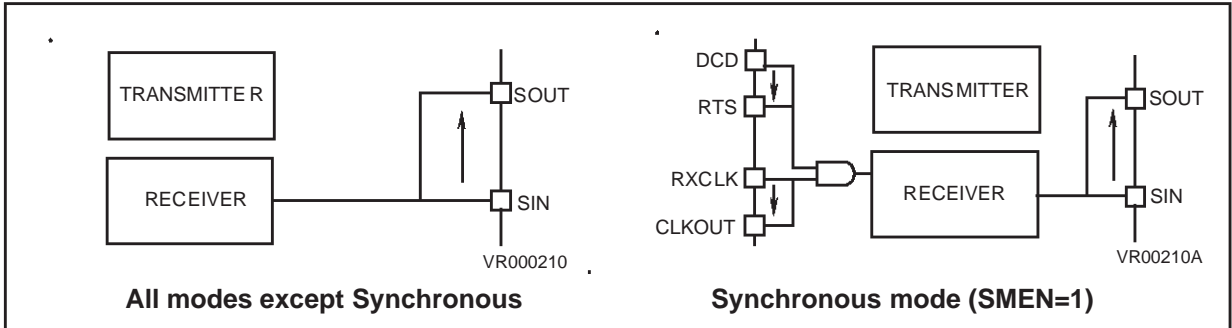 TRANSMITTE R
RECEIVER
SOUT
SIN
VR000210
All modes except Synchronous
DCD
RTS
RXCLK
CLKOUT
TRANSMITTER
RECEIVER
SOUT
SIN
VR00210A
Synchronous mode (SMEN=1)